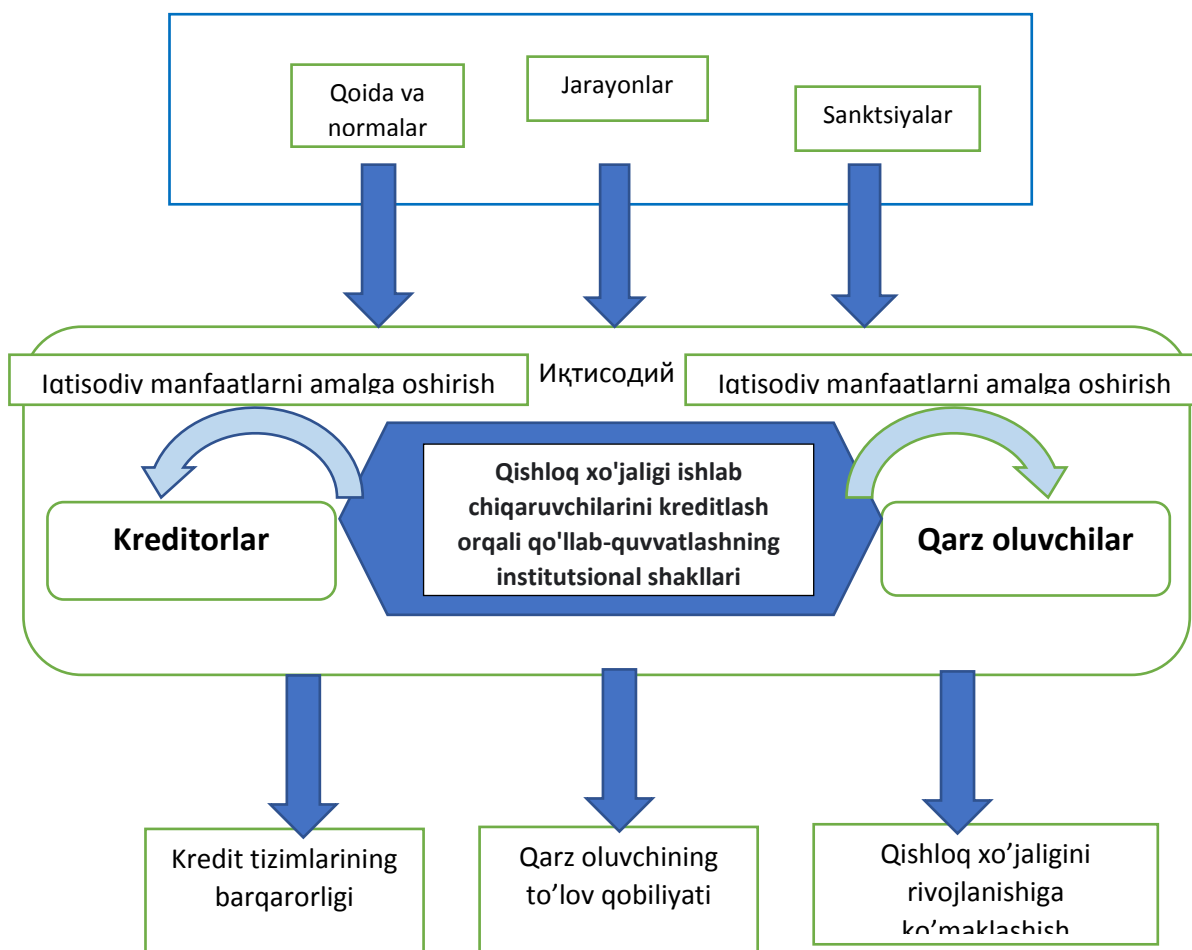 Qoida va
normalar
Jarayonlar
Sanktsiyalar
Iqtisodiy manfaatlarni amalga oshirish
Иқтисодий
Iqtisodiy manfaatlarni amalga oshirish
Qishloq xo'jaligi ishlab
chiqaruvchilarini kreditlash
orqali qo'llab-quvvatlashning
institutsional shakllari
Kreditorlar
Qarz oluvchilar
Kredit tizimlarining
barqarorligi
Qarz oluvchining
to’lov qobiliyati
Qishloq xo’jaligini
rivojlanishiga
ko’maklashish